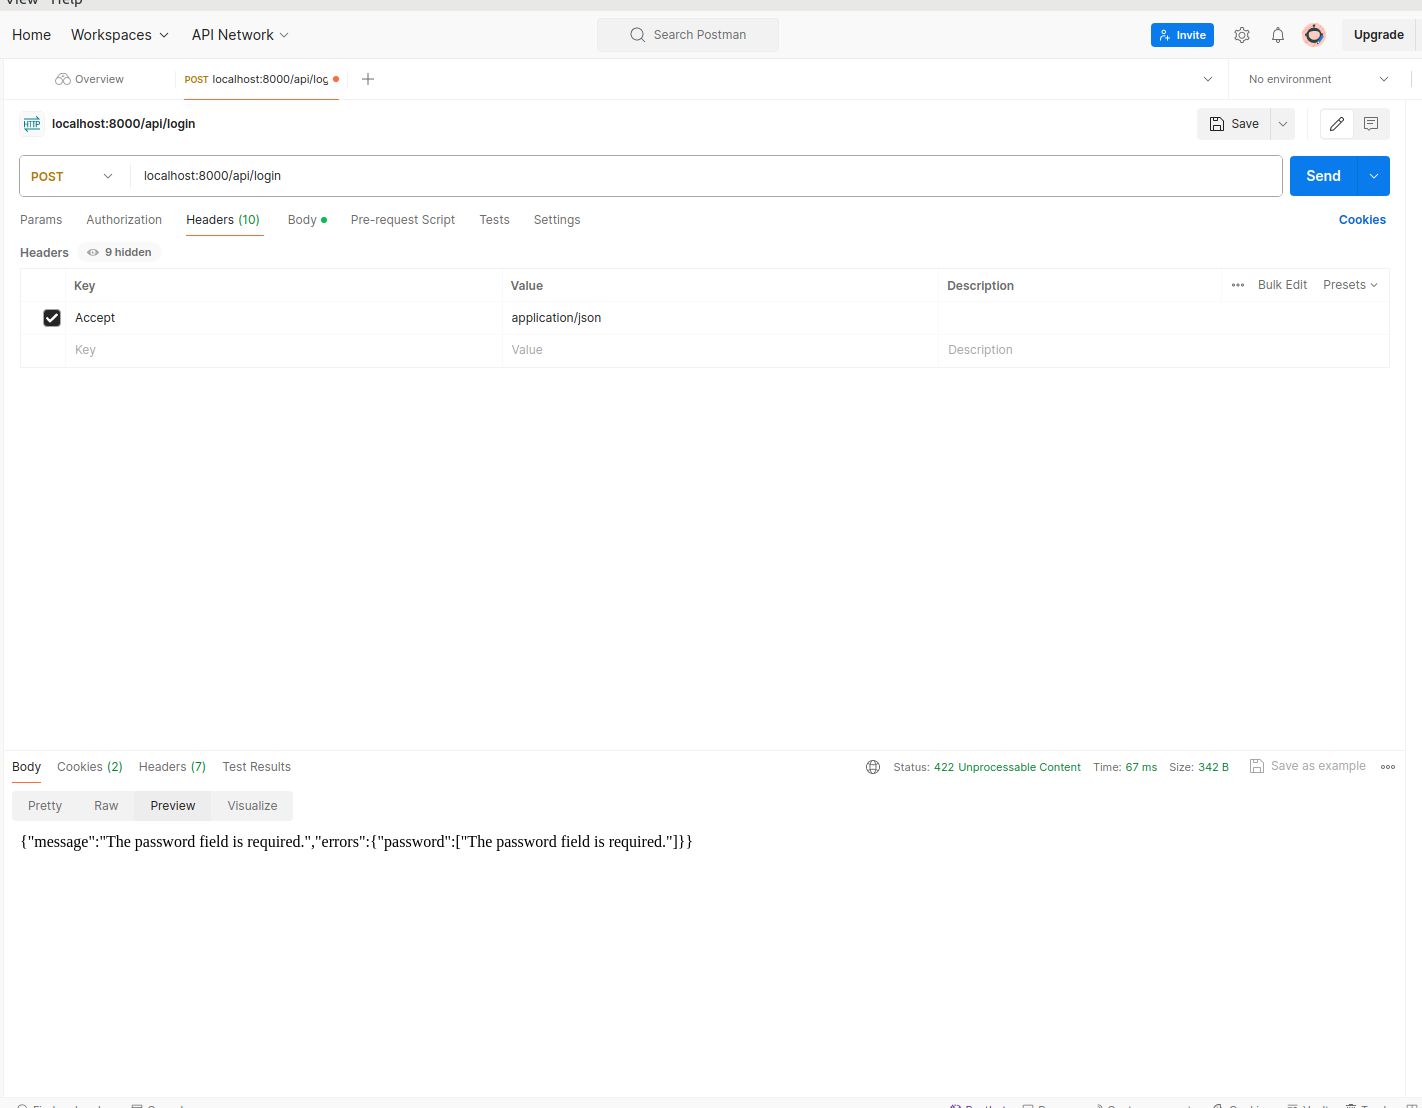 View Help
Home Workspaces API Network Search Postman Invite Upgrade
Overview POST localhost:8000/api/log No environment
HTTP localhost:8000/api/login Save
POST localhost:8000/api/login Send
Params Authorization Headers (10) Body Pre-request Script Tests Settings Cookies
Headers 9 hidden
Key Value Description Bulk Edit Presets
Accept application/json
Key Value Description
Body Cookies (2) Headers (7) Test Results Status: 422 Unprocessable Content Time: 67 ms Size: 342 B Save as example
Pretty Raw Preview Visualize
{"message":"The password field is required.","errors":{"password":["The password field is required."]}}